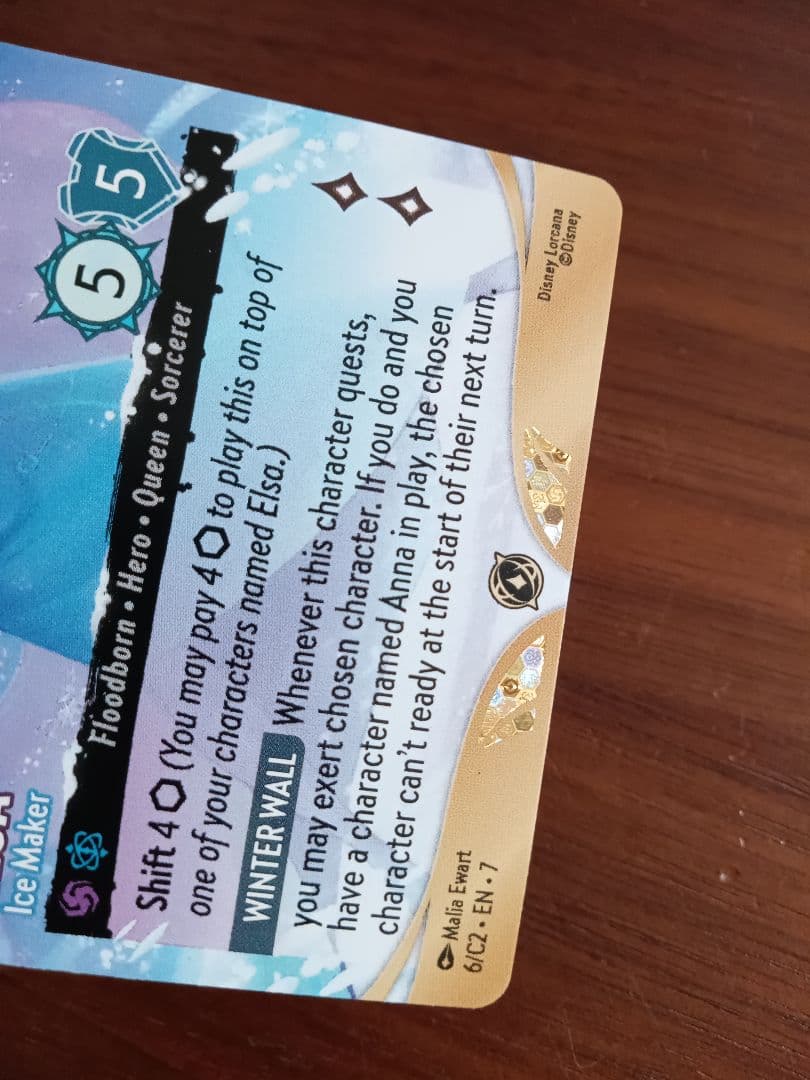 Ice Maker
5 5
Floodborn • Hero • Queen • Sorcerer
Shift 4 ⬡ (You may pay 4 ⬡ to play this on top of
one of your characters named Elsa.)
WINTER WALL Whenever this character quests,
you may exert chosen character. If you do and you
have a character named Anna in play, the chosen
character can't ready at the start of their next turn.
Malia Ewart
6/C2 • EN • 7
Disney Lorcana
©Disney